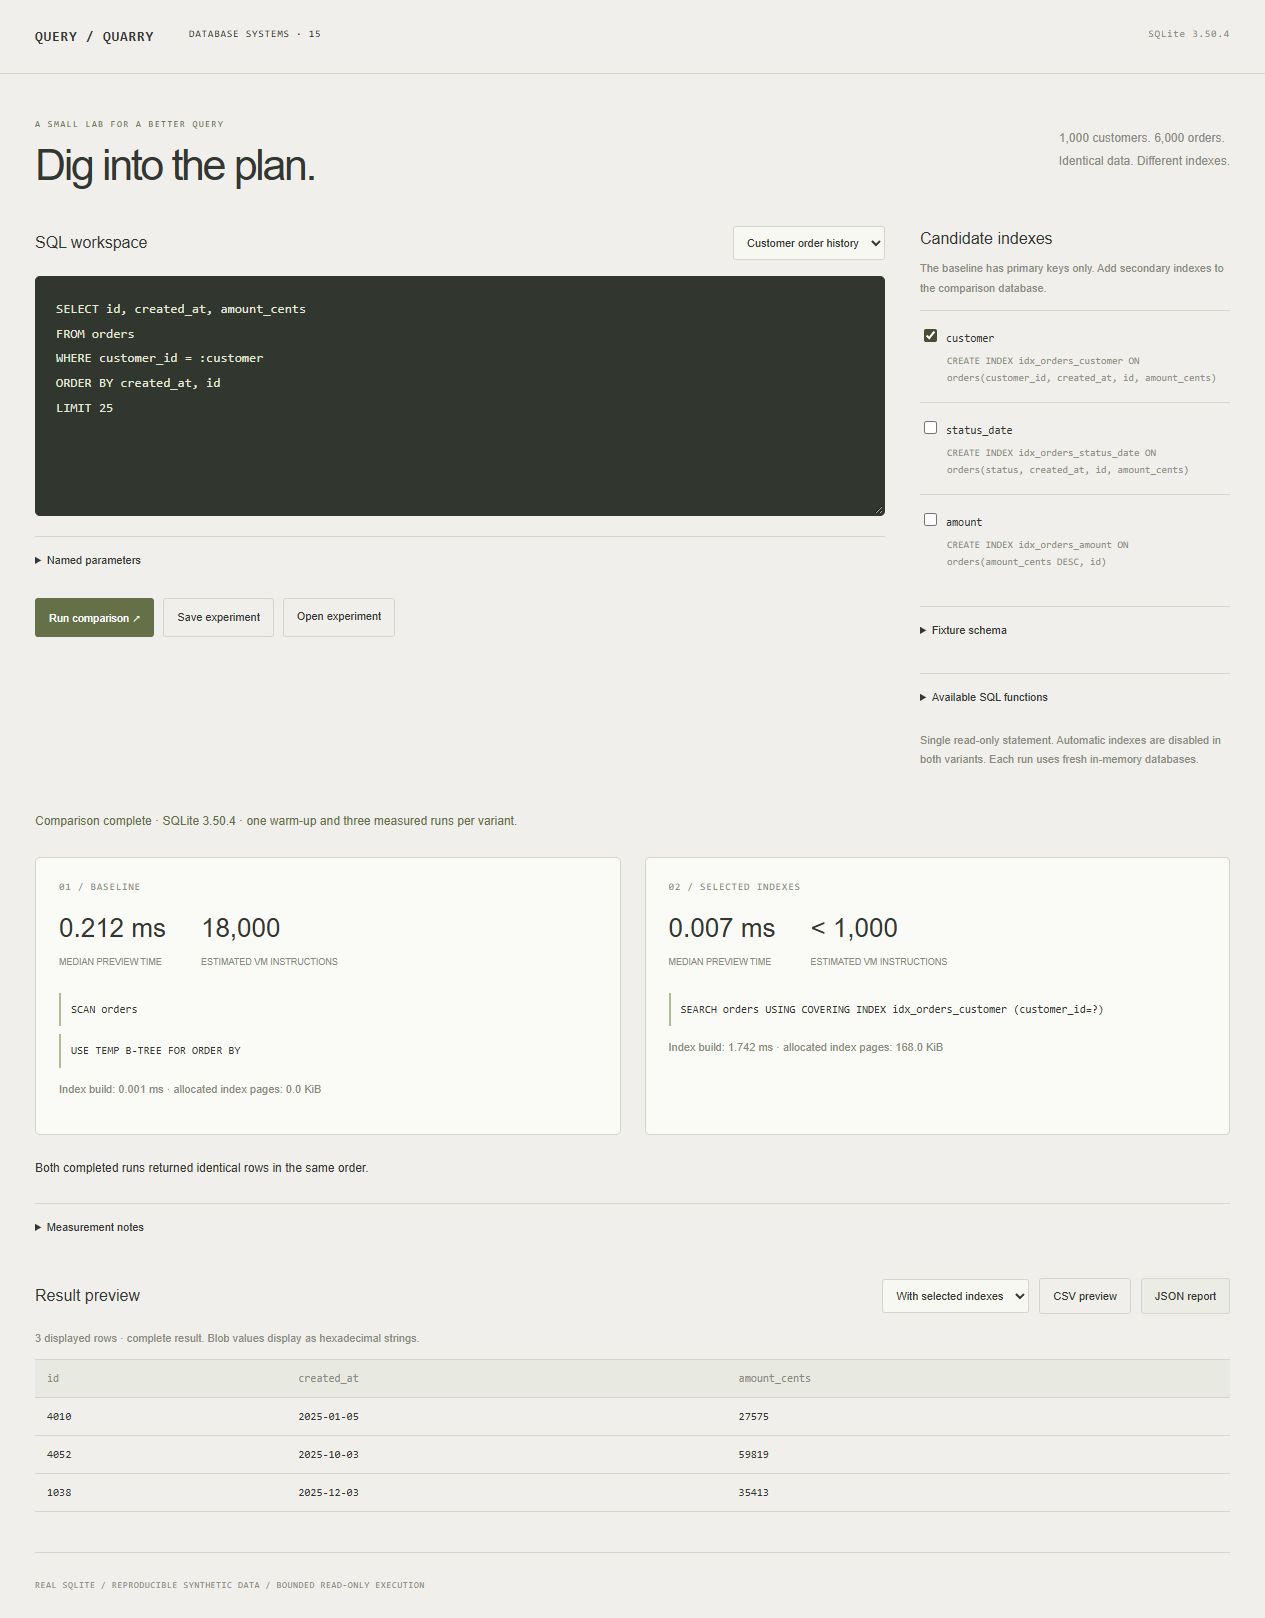 QUERY / QUARRY
DATABASE SYSTEMS · 15
SQLite 3.50.4
A SMALL LAB FOR A BETTER QUERY
Dig into the plan.
1,000 customers. 6,000 orders.
Identical data. Different indexes.
SQL workspace
Customer order history
SELECT id, created_at, amount_cents
FROM orders
WHERE customer_id = :customer
ORDER BY created_at, id
LIMIT 25
▶ Named parameters
Run comparison ↗
Save experiment
Open experiment
Candidate indexes
The baseline has primary keys only. Add secondary indexes to
the comparison database.
customer
CREATE INDEX idx_orders_customer ON
orders(customer_id, created_at, id, amount_cents)
status_date
CREATE INDEX idx_orders_status_date ON
orders(status, created_at, id, amount_cents)
amount
CREATE INDEX idx_orders_amount ON
orders(amount_cents DESC, id)
▶ Fixture schema
▶ Available SQL functions
Single read-only statement. Automatic indexes are disabled in
both variants. Each run uses fresh in-memory databases.
Comparison complete · SQLite 3.50.4 · one warm-up and three measured runs per variant.
01 / BASELINE
0.212 ms
18,000
MEDIAN PREVIEW TIME
ESTIMATED VM INSTRUCTIONS
SCAN orders
USE TEMP B-TREE FOR ORDER BY
Index build: 0.001 ms · allocated index pages: 0.0 KiB
02 / SELECTED INDEXES
0.007 ms
< 1,000
MEDIAN PREVIEW TIME
ESTIMATED VM INSTRUCTIONS
SEARCH orders USING COVERING INDEX idx_orders_customer (customer_id=?)
Index build: 1.742 ms · allocated index pages: 168.0 KiB
Both completed runs returned identical rows in the same order.
▶ Measurement notes
Result preview
With selected indexes
CSV preview
JSON report
3 displayed rows · complete result. Blob values display as hexadecimal strings.
id created_at amount_cents
4010 2025-01-05 27575
4052 2025-10-03 59819
1038 2025-12-03 35413
REAL SQLITE / REPRODUCIBLE SYNTHETIC DATA / BOUNDED READ-ONLY EXECUTION